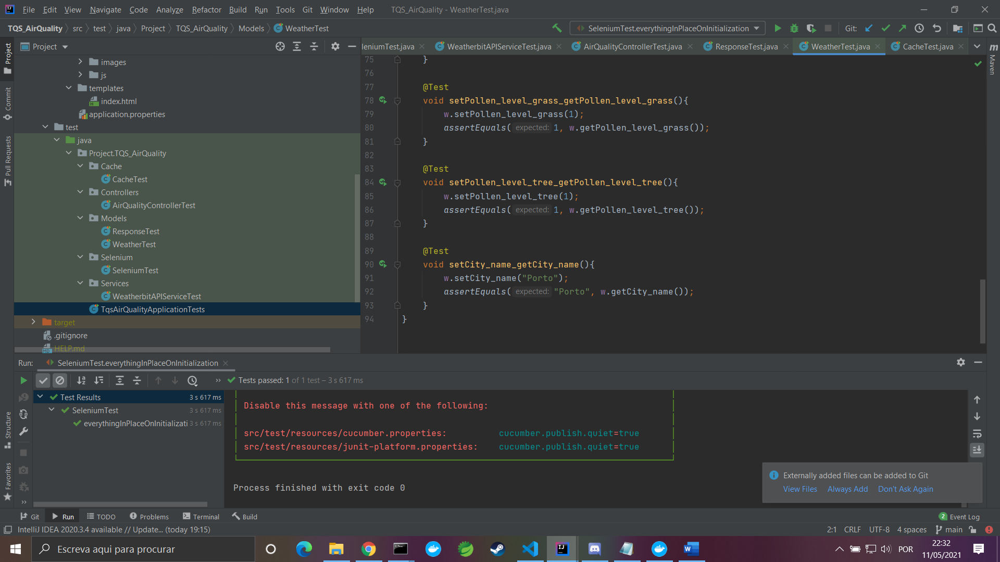 File Edit View Navigate Code Analyze Refactor Build Run Tools Git Window Help TQS_AirQuality - WeatherTest.java
TQS_AirQuality src test java Project TQS_AirQuality Models WeatherTest SeleniumTest.everythingInPlaceOnInitialization Git:
Project
leniumTest.java WeatherbitAPIServiceTest.java AirQualityControllerTest.java ResponseTest.java WeatherTest.java CacheTest.java
Project
Commit
Pull Requests
Structure
Favorites
m Maven
images
js
templates
index.html
application.properties
test
java
Project.TQS_AirQuality
Cache
CacheTest
Controllers
AirQualityControllerTest
Models
ResponseTest
WeatherTest
Selenium
SeleniumTest
Services
WeatherbitAPIServiceTest
TqsAirQualityApplicationTests
target
.gitignore
HELP.md
75 }
76
77 @Test
78 void setPollen_level_grass_getPollen_level_grass(){
79 w.setPollen_level_grass(1);
80 assertEquals( expected: 1, w.getPollen_level_grass());
81 }
82
83 @Test
84 void setPollen_level_tree_getPollen_level_tree(){
85 w.setPollen_level_tree(1);
86 assertEquals( expected: 1, w.getPollen_level_tree());
87 }
88
89 @Test
90 void setCity_name_getCity_name(){
91 w.setCity_name("Porto");
92 assertEquals( expected: "Porto", w.getCity_name());
93 }
94 }
Run: SeleniumTest.everythingInPlaceOnInitialization
Tests passed: 1 of 1 test – 3 s 617 ms
Test Results 3 s 617 ms
SeleniumTest 3 s 617 ms
everythingInPlaceOnInitializati 3 s 617 ms
Disable this message with one of the following:
src/test/resources/cucumber.properties: cucumber.publish.quiet=true
src/test/resources/junit-platform.properties: cucumber.publish.quiet=true
Process finished with exit code 0
Externally added files can be added to Git
View Files Always Add Don't Ask Again
Git Run TODO Problems Terminal Build 2 Event Log
IntelliJ IDEA 2020.3.4 available // Update... (today 19:15) 2:1 CRLF UTF-8 4 spaces main
Escreva aqui para procurar POR 22:32
11/05/2021